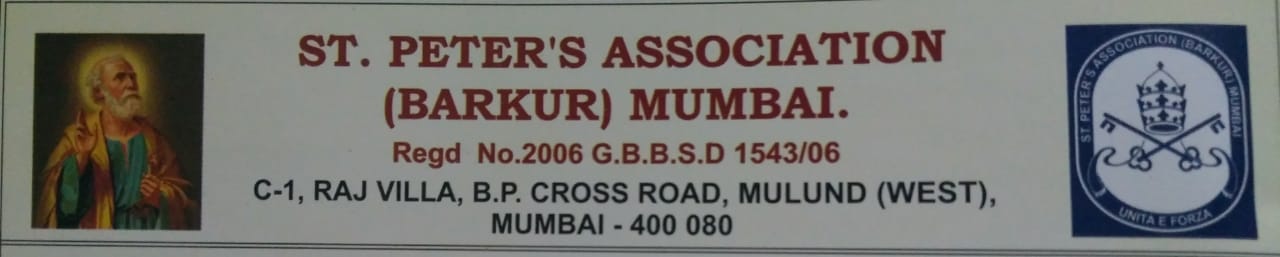 ST. PETER'S ASSOCIATION
(BARKUR) MUMBAI.
Regd No.2006 G.B.B.S.D 1543/06
C-1, RAJ VILLA, B.P. CROSS ROAD, MULUND (WEST),
MUMBAI - 400 080
ST. PETER'S ASSOCIATION (BARKUR) MUMBAI
UNITA E FORZA